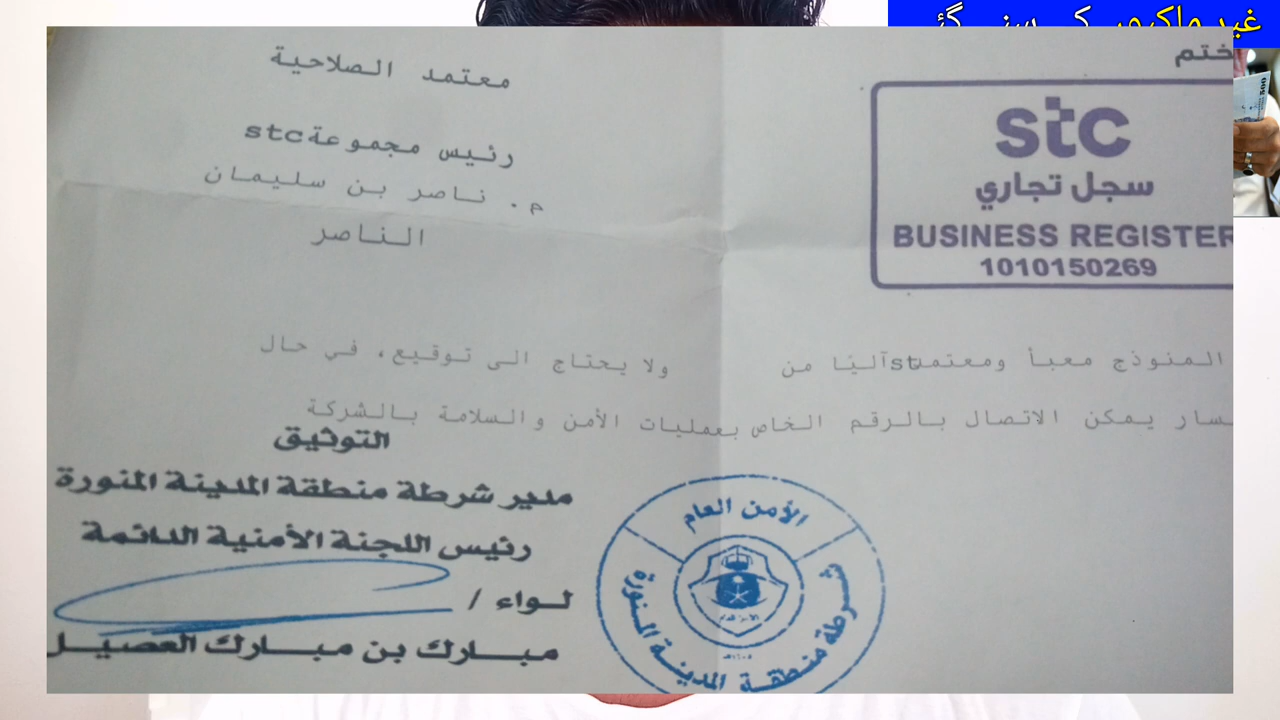 معتمد الصلاحية
رئيس مجموعة stc
م. ناصر بن سليمان
الناصر
ختم
stc
سجل تجاري
BUSINESS REGISTER
1010150269
المنوذج معبأ ومعتمد آليًا من stc ولا يحتاج الى توقيع، في حال
يمكن الاتصال بالرقم الخاص بعمليات الأمن والسلامة بالشركة
التوثيق
مدير شرطة منطقة المدينة المنورة
رئيس اللجنة الأمنية الدائمة
لواء /
مبارك بن مبارك العصيل
الأمن العام
شرطة منطقة المدينة المنورة